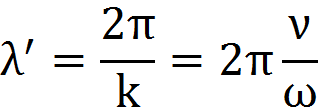 λ′ = 2π/k = 2π ν/ω